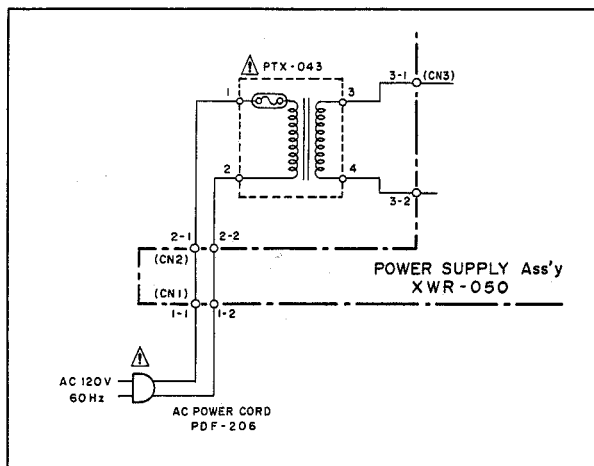 PTX-043
1
3
2
4
3-1 (CN3)
3-2
2-1
2-2
(CN2)
POWER SUPPLY Ass'y
XWR-050
(CN1)
1-1
1-2
AC 120V
60Hz
AC POWER CORD
PDF-206